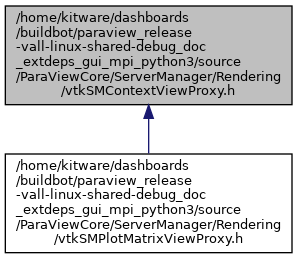 /home/kitware/dashboards
/buildbot/paraview_release
-vall-linux-shared-debug_doc
_extdeps_gui_mpi_python3/source
/ParaViewCore/ServerManager/Rendering
/vtkSMContextViewProxy.h
/home/kitware/dashboards
/buildbot/paraview_release
-vall-linux-shared-debug_doc
_extdeps_gui_mpi_python3/source
/ParaViewCore/ServerManager/Rendering
/vtkSMPlotMatrixViewProxy.h